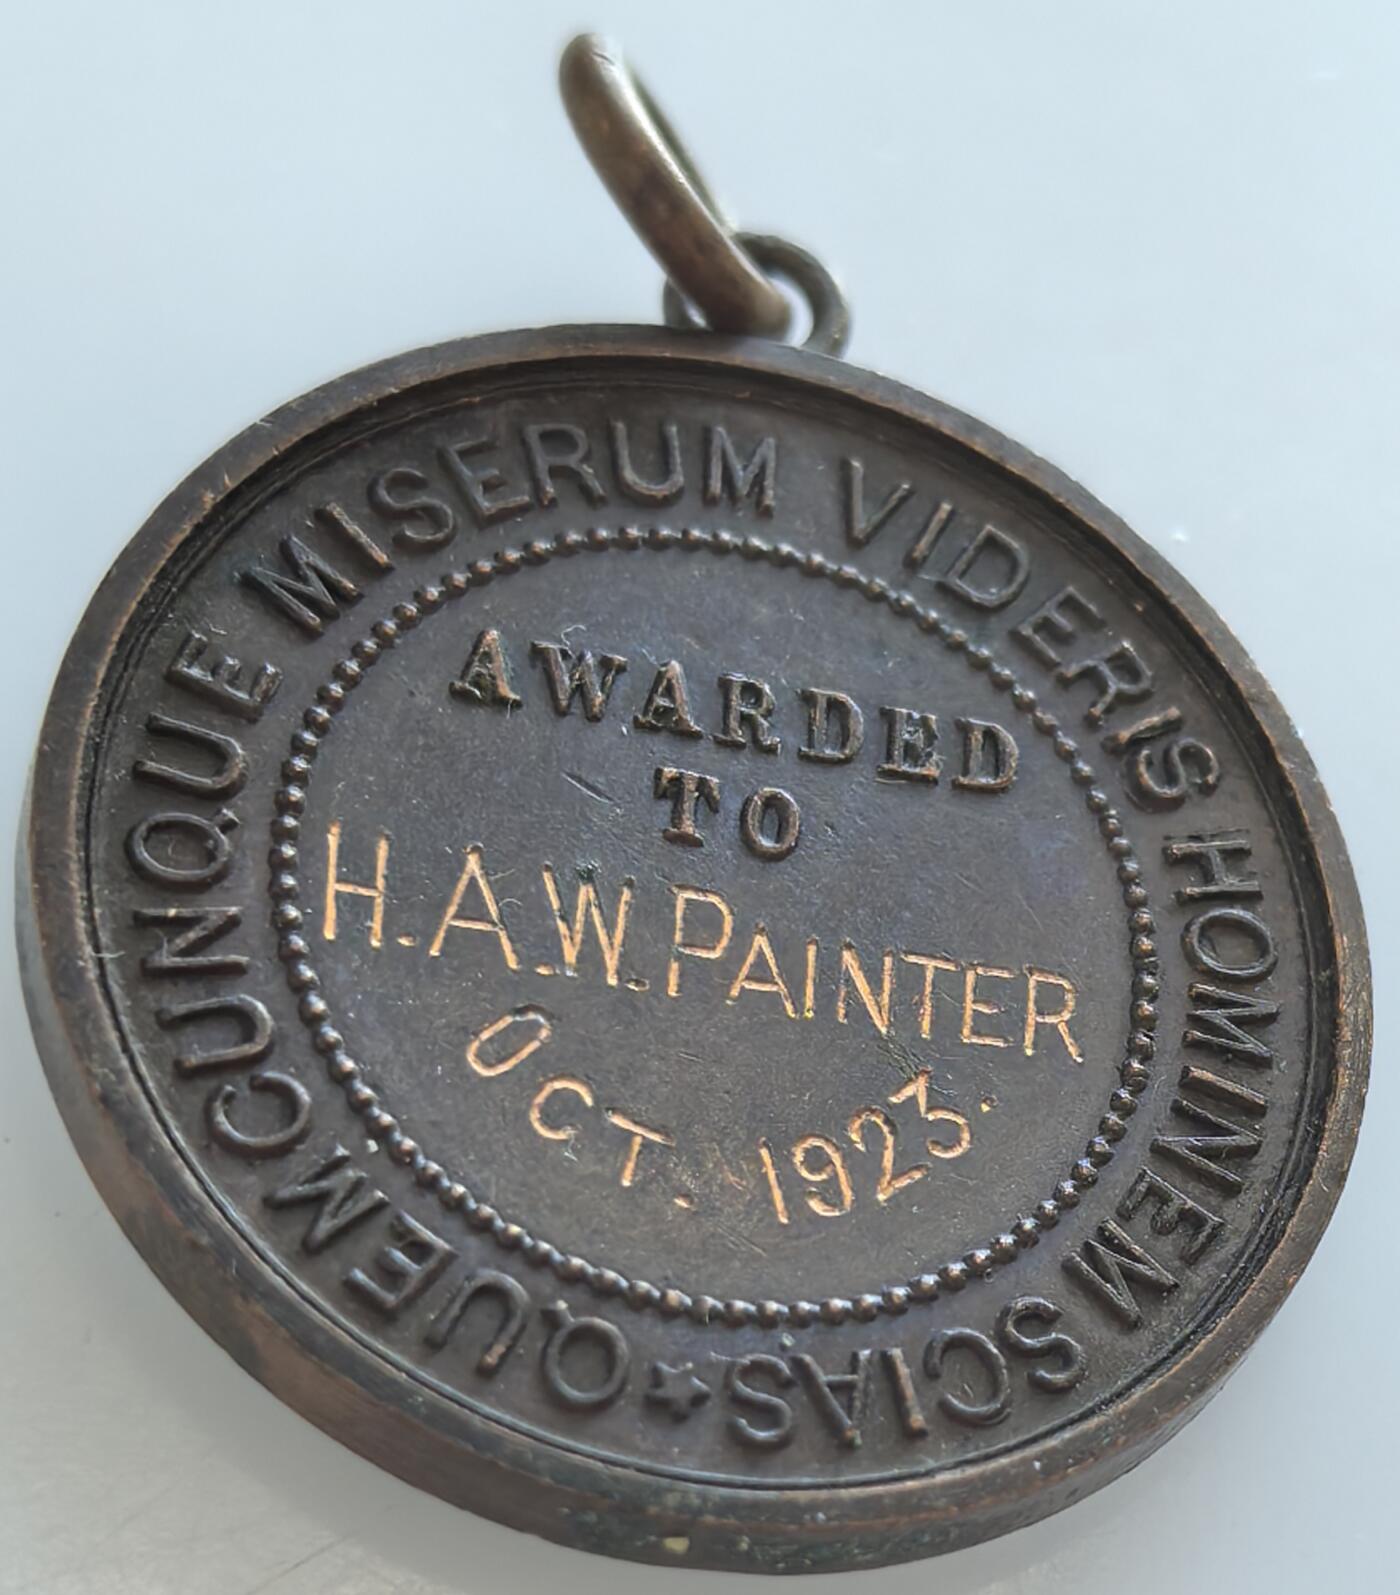 QUEMCUNQUE MISERUM VIDERIS HOMINEM SCIAS
AWARDED
TO
H.A.W. PAINTER
OCT. 1923.